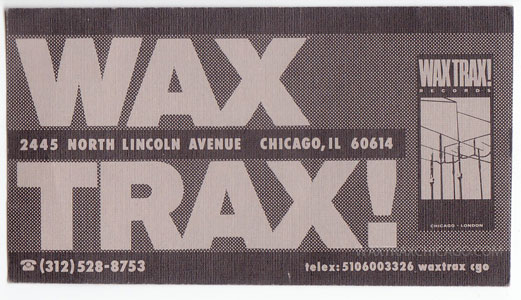 WAX
2445 NORTH LINCOLN AVENUE CHICAGO, IL 60614
TRAX!
☎ (312) 528-8753
telex: 5106003326 waxtrax cgo
WAX TRAX!
RECORDS
CHICAGO · LONDON